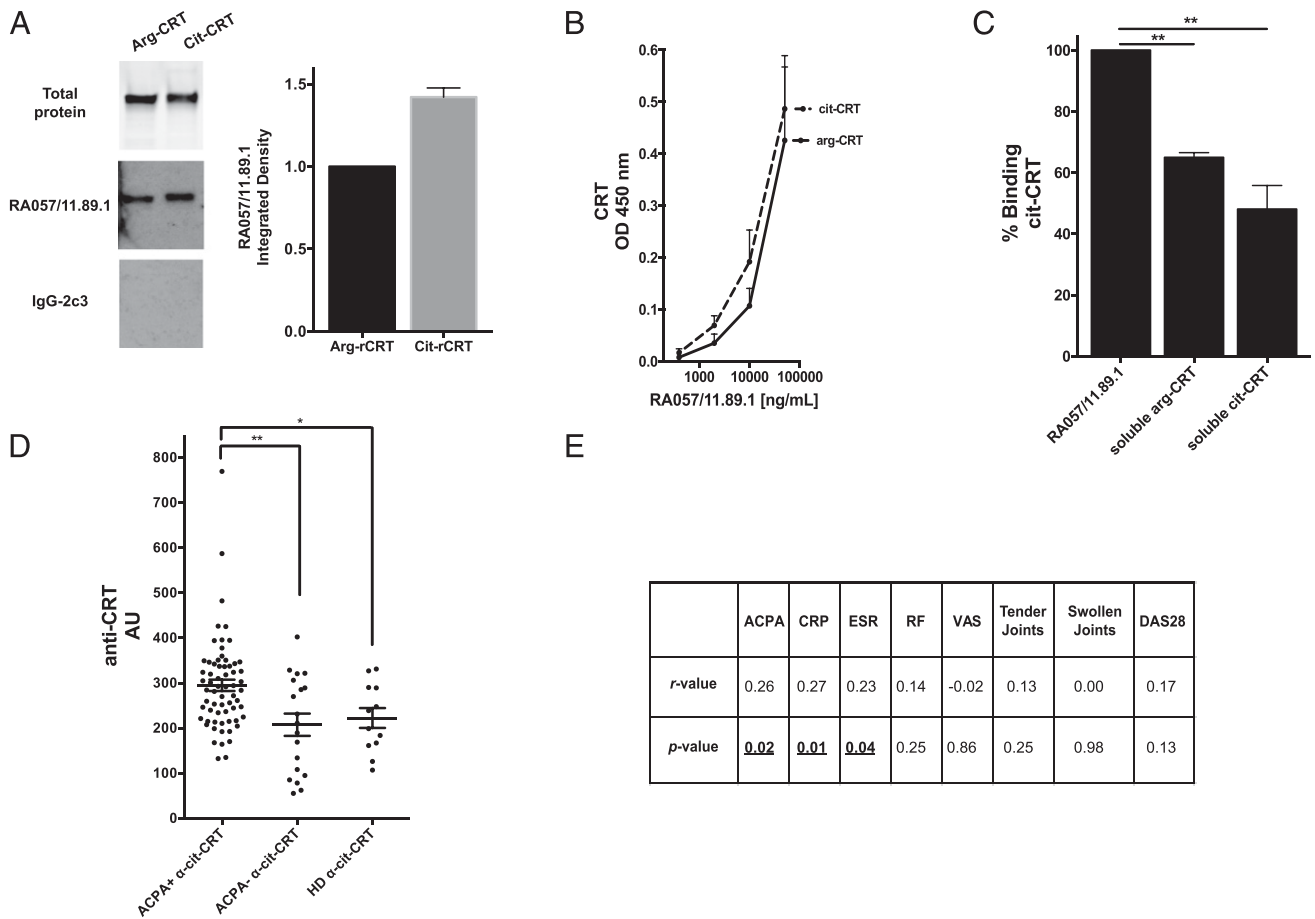 A
Arg-CRT
Cit-CRT
Total
protein
RA057/11.89.1
IgG-2c3
RA057/11.89.1
Integrated Density
1.5
1.0
0.5
0.0
Arg-rCRT
Cit-rCRT
B
CRT
OD 450 nm
0.6
0.5
0.4
0.3
0.2
0.1
0.0
cit-CRT
arg-CRT
1000
10000
100000
RA057/11.89.1 [ng/mL]
C
**
**
% Binding
cit-CRT
100
80
60
40
20
0
RA057/11.89.1
soluble arg-CRT
soluble cit-CRT
D
*
**
anti-CRT
AU
800
700
600
500
400
300
200
100
0
ACPA+ α-cit-CRT
ACPA- α-cit-CRT
HD α-cit-CRT
E
ACPA CRP ESR RF VAS Tender Joints Swollen Joints DAS28
r-value 0.26 0.27 0.23 0.14 -0.02 0.13 0.00 0.17
p-value 0.02 0.01 0.04 0.25 0.86 0.25 0.98 0.13